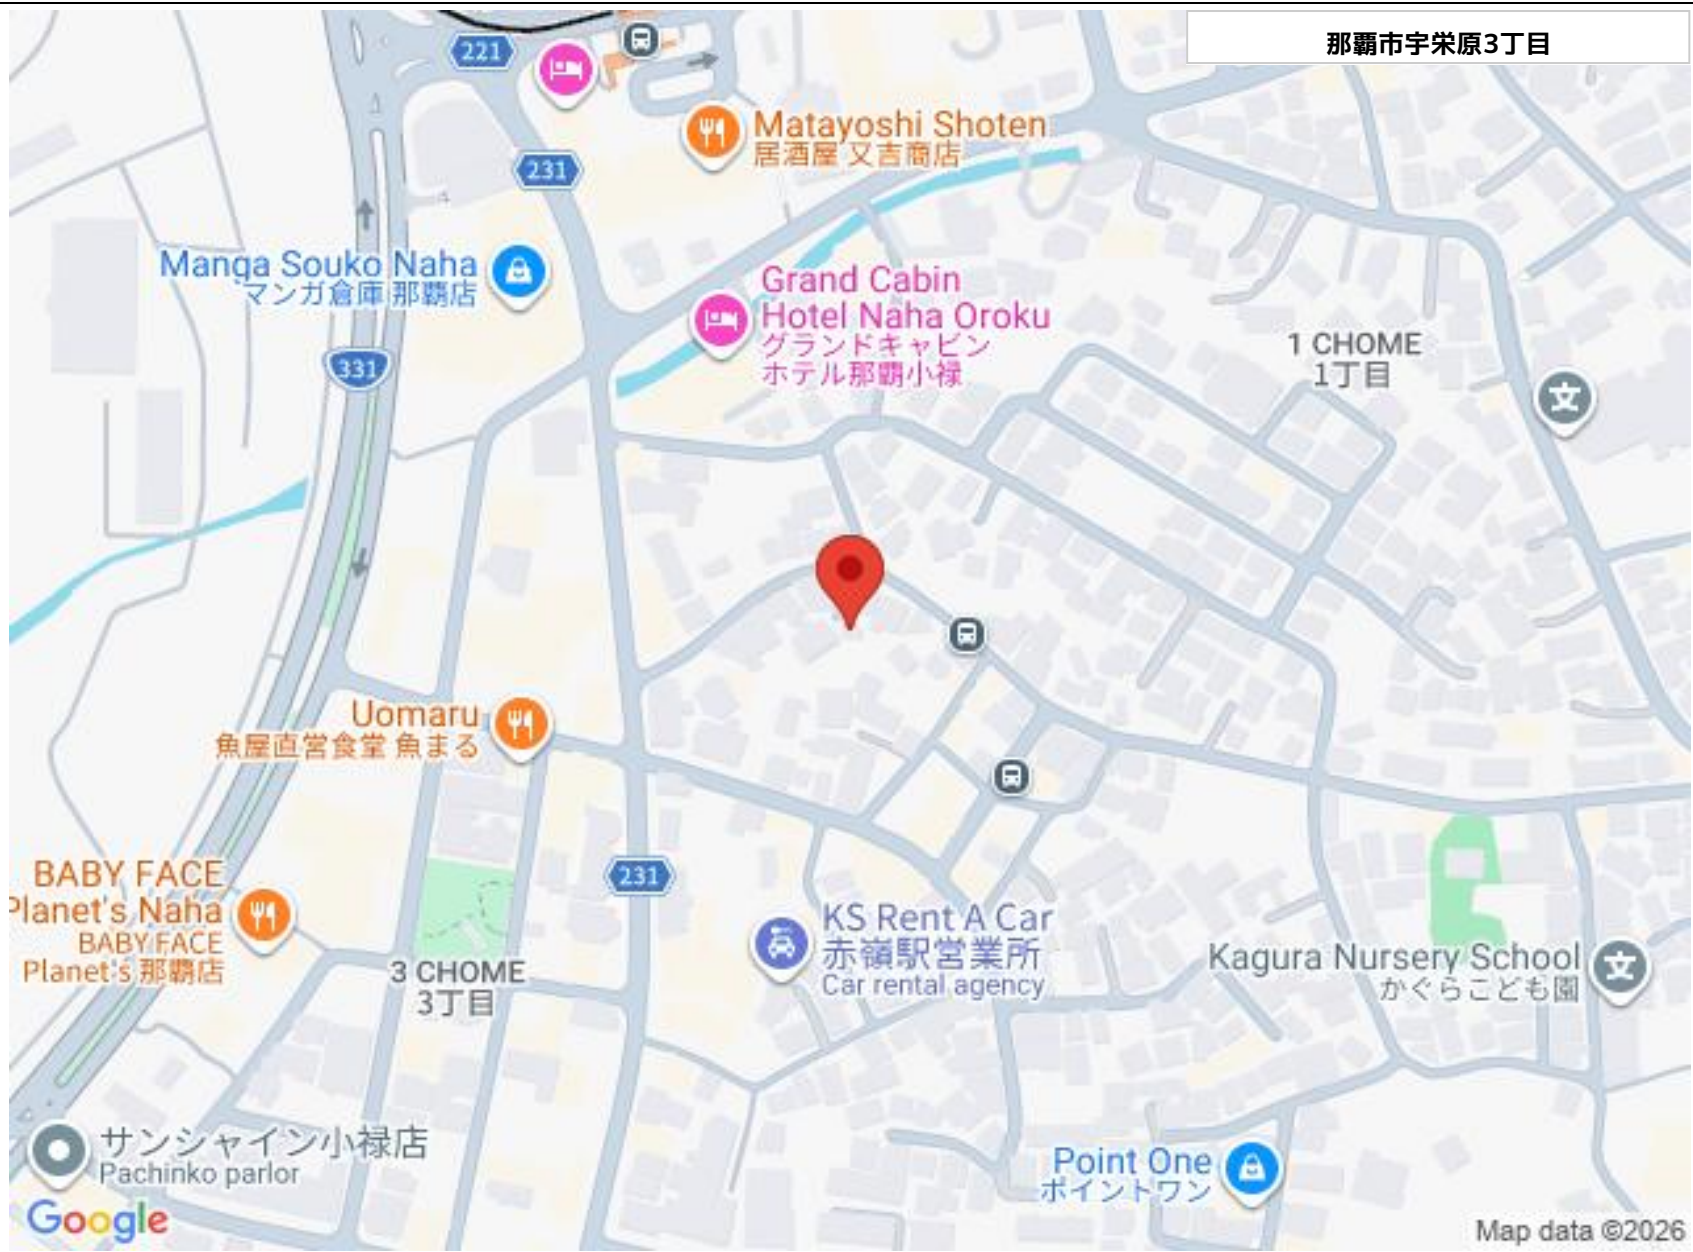 那覇市宇栄原3丁目
221
Matayoshi Shoten
居酒屋 又吉商店
231
Manga Souko Naha
マンガ倉庫 那覇店
Grand Cabin
Hotel Naha Oroku
グランドキャビン
ホテル那覇小禄
331
1 CHOME
1丁目
文
Uomaru
魚屋直営食堂 魚まる
BABY FACE
Planet's Naha
BABY FACE
Planet's 那覇店
231
KS Rent A Car
赤嶺駅営業所
Car rental agency
3 CHOME
3丁目
Kagura Nursery School
かぐらこども園
文
サンシャイン小禄店
Pachinko parlor
Point One
ポイントワン
Google
Map data ©2026